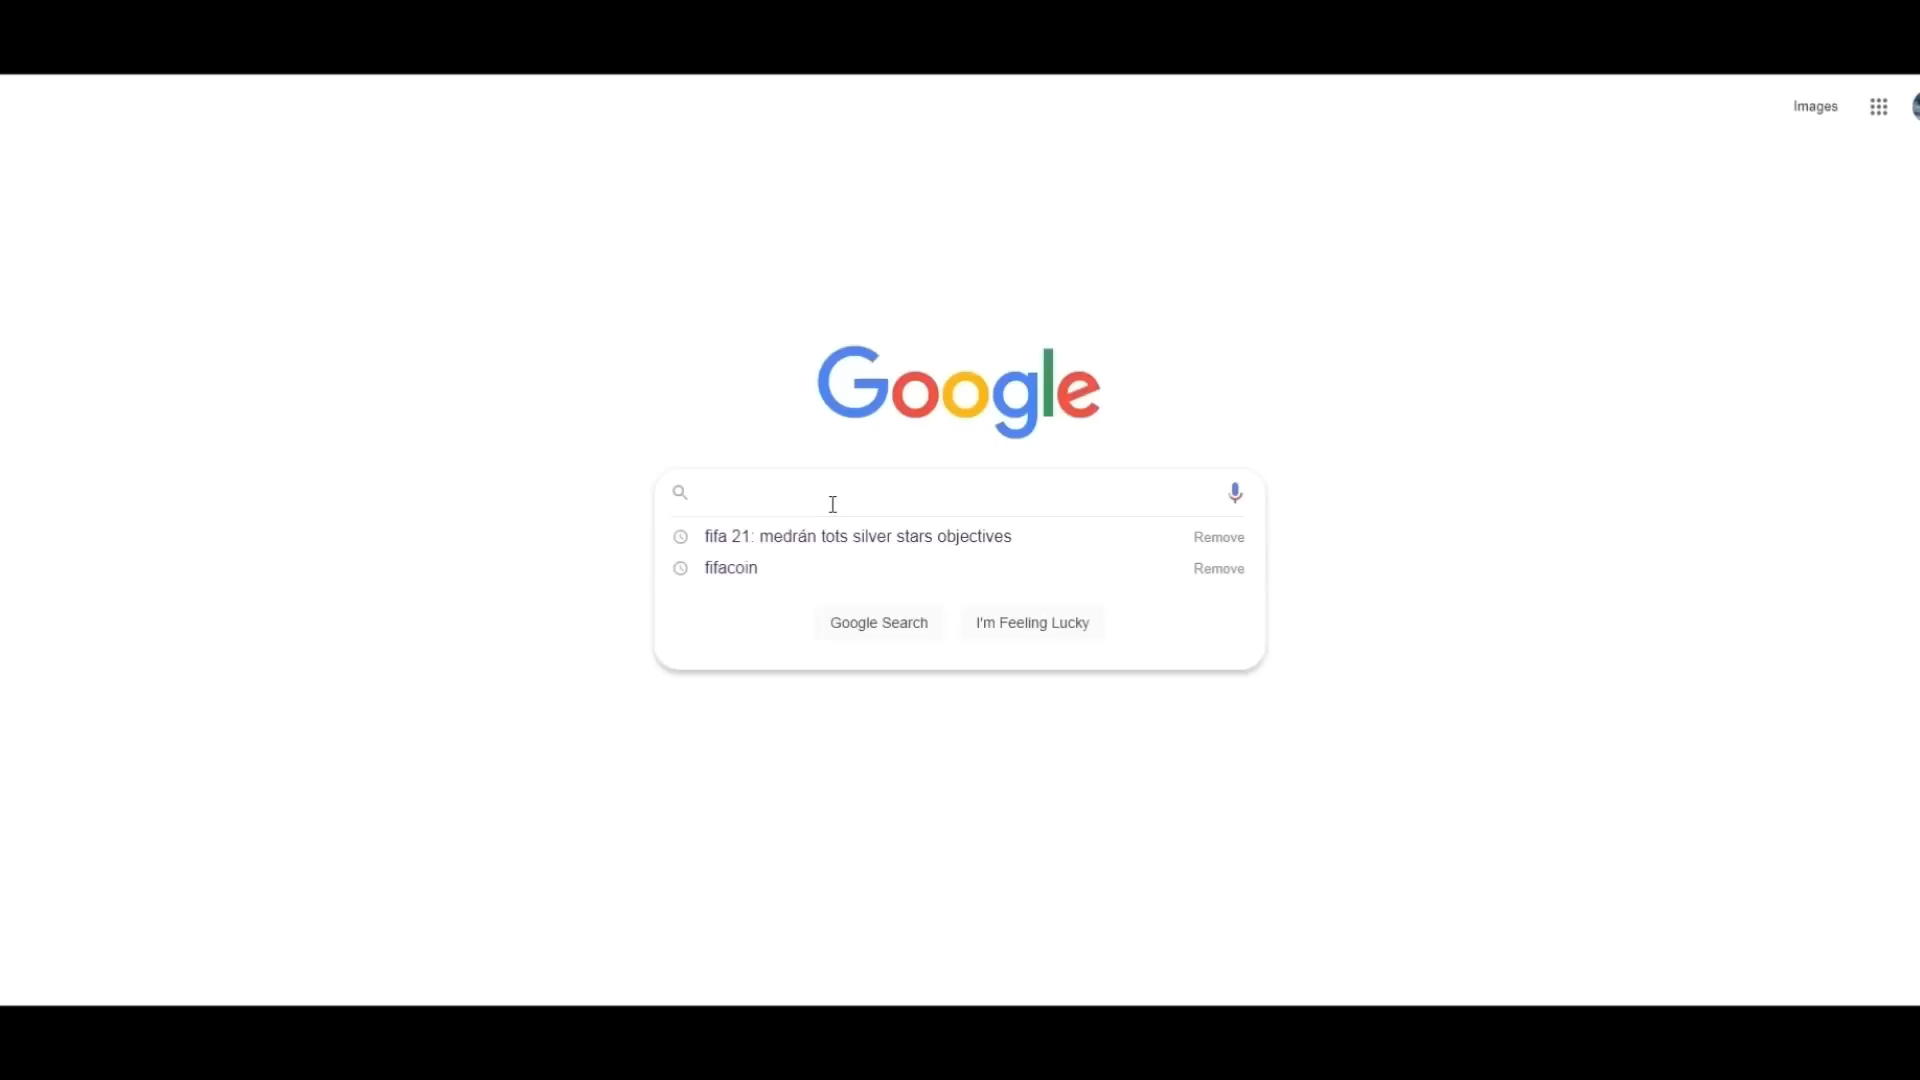 Images
Google
fifa 21: medrán tots silver stars objectives
Remove
fifacoin
Remove
Google Search
I'm Feeling Lucky